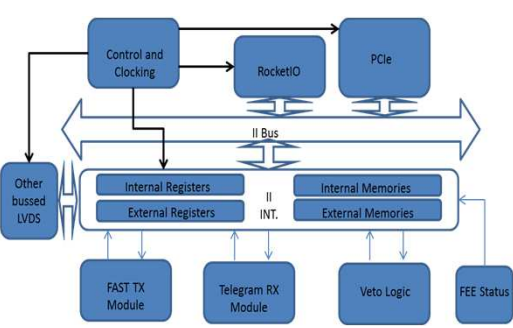 Control and
Clocking
RocketIO
PCIe
II Bus
Other
bussed
LVDS
Internal Registers
External Registers
II
INT.
Internal Memories
External Memories
FAST TX
Module
Telegram RX
Module
Veto Logic
FEE Status